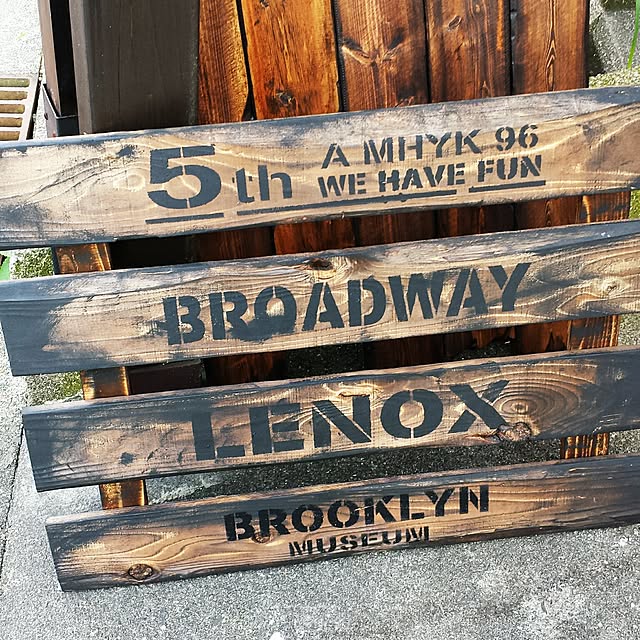 5th A MHYK 96
WE HAVE FUN
BROADWAY
LENOX
BROOKLYN
MUSEUM